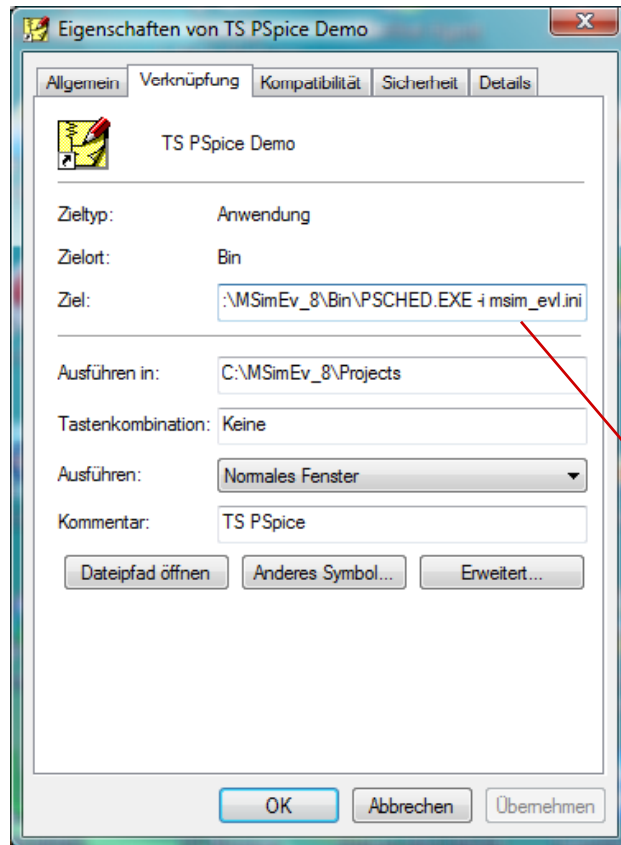 Eigenschaften von TS PSpice Demo
Allgemein Verknüpfung Kompatibilität Sicherheit Details
TS PSpice Demo
Zieltyp: Anwendung
Zielort: Bin
Ziel: :\MSimEv_8\Bin\PSCHED.EXE -i msim_evl.ini
Ausführen in: C:\MSimEv_8\Projects
Tastenkombination: Keine
Ausführen: Normales Fenster
Kommentar: TS PSpice
Dateipfad öffnen Anderes Symbol... Erweitert...
OK Abbrechen Übernehmen